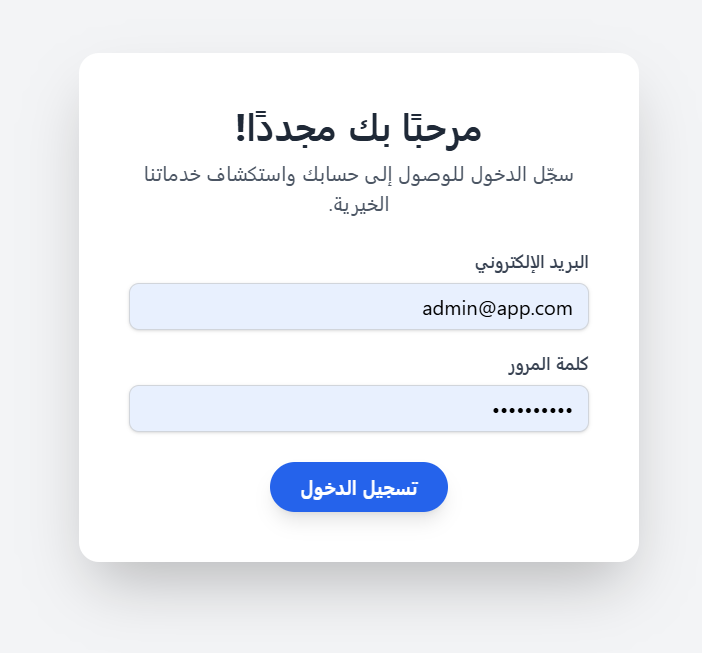 مرحبًا بك مجددًا!
سجّل الدخول للوصول إلى حسابك واستكشاف خدماتنا
الخيرية.
البريد الإلكتروني
admin@app.com
كلمة المرور
••••••••••
تسجيل الدخول